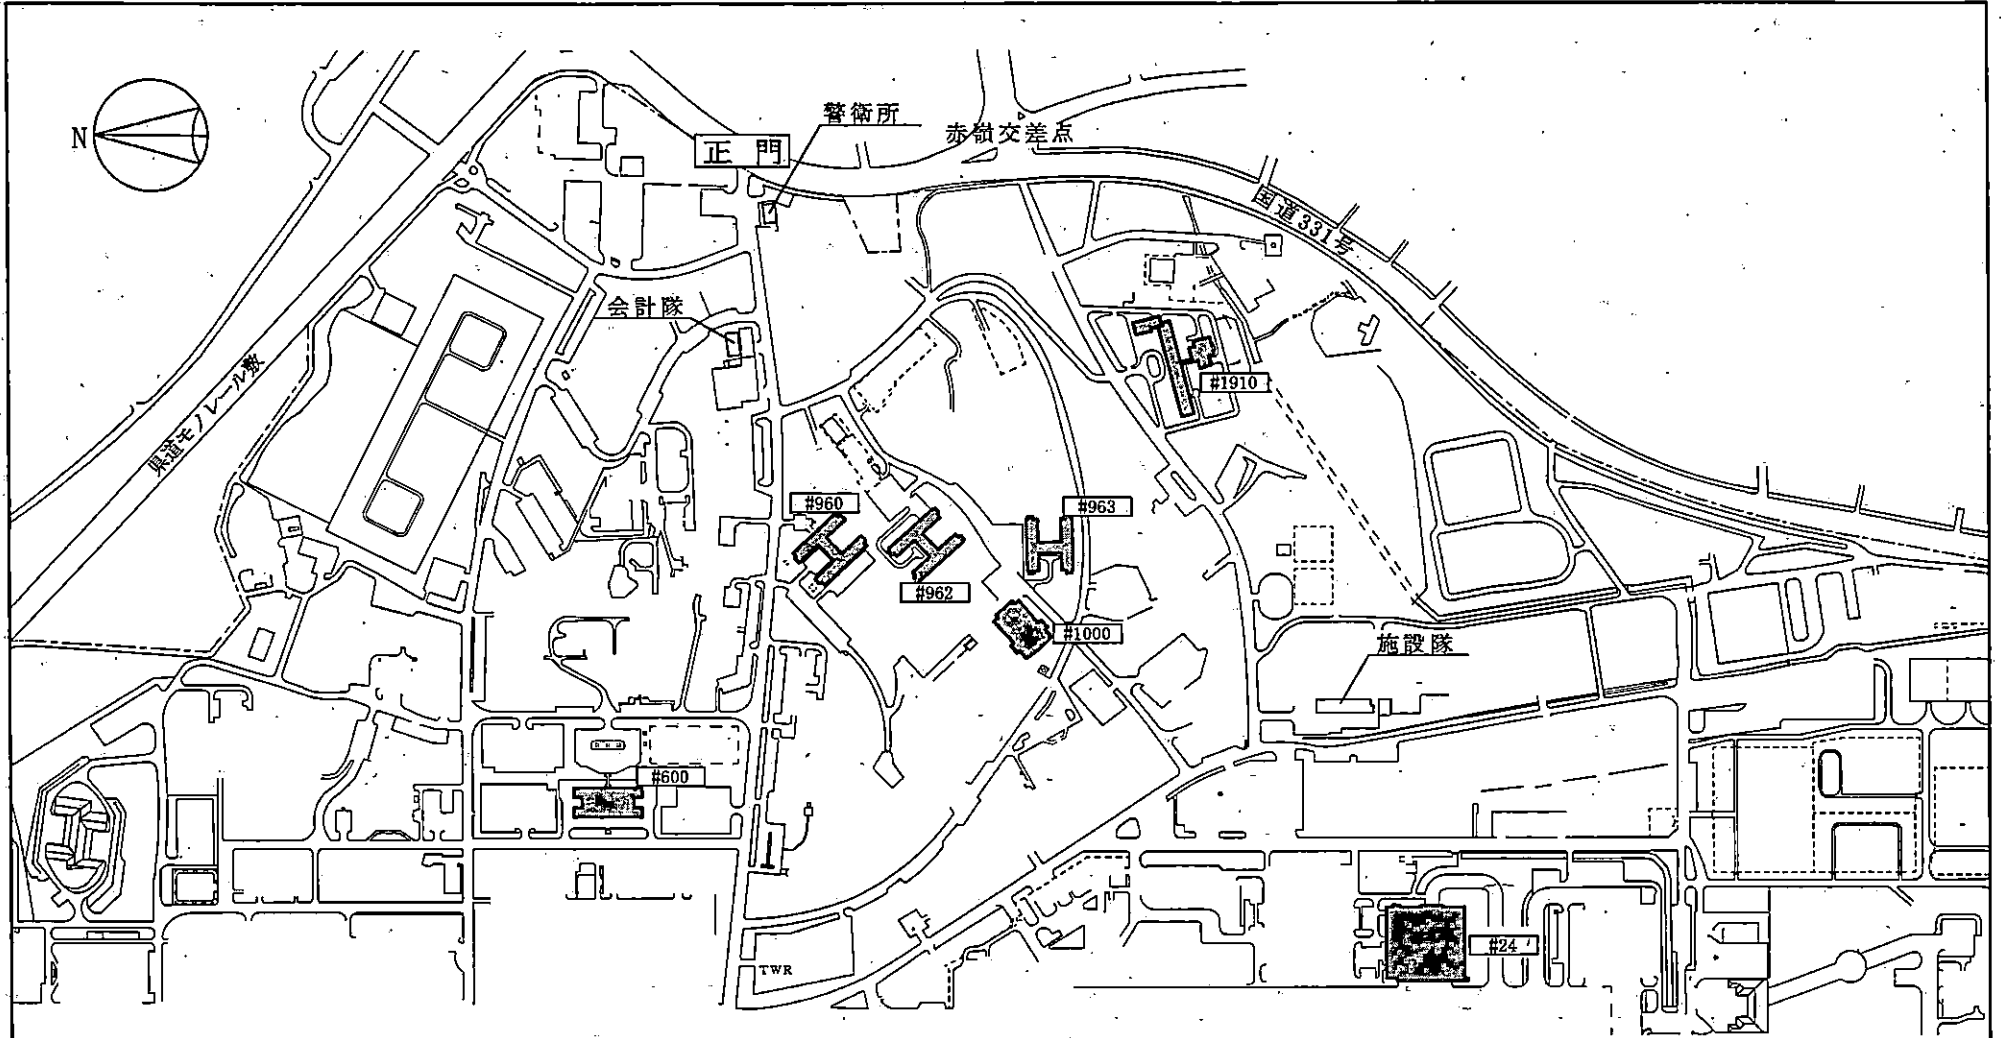 警衛所
赤嶺交差点
N
正門
国道331号
会計隊
県道モノレール敷
#1910
#960
#963
#962
#1000
施設隊
#600
#24
TWR